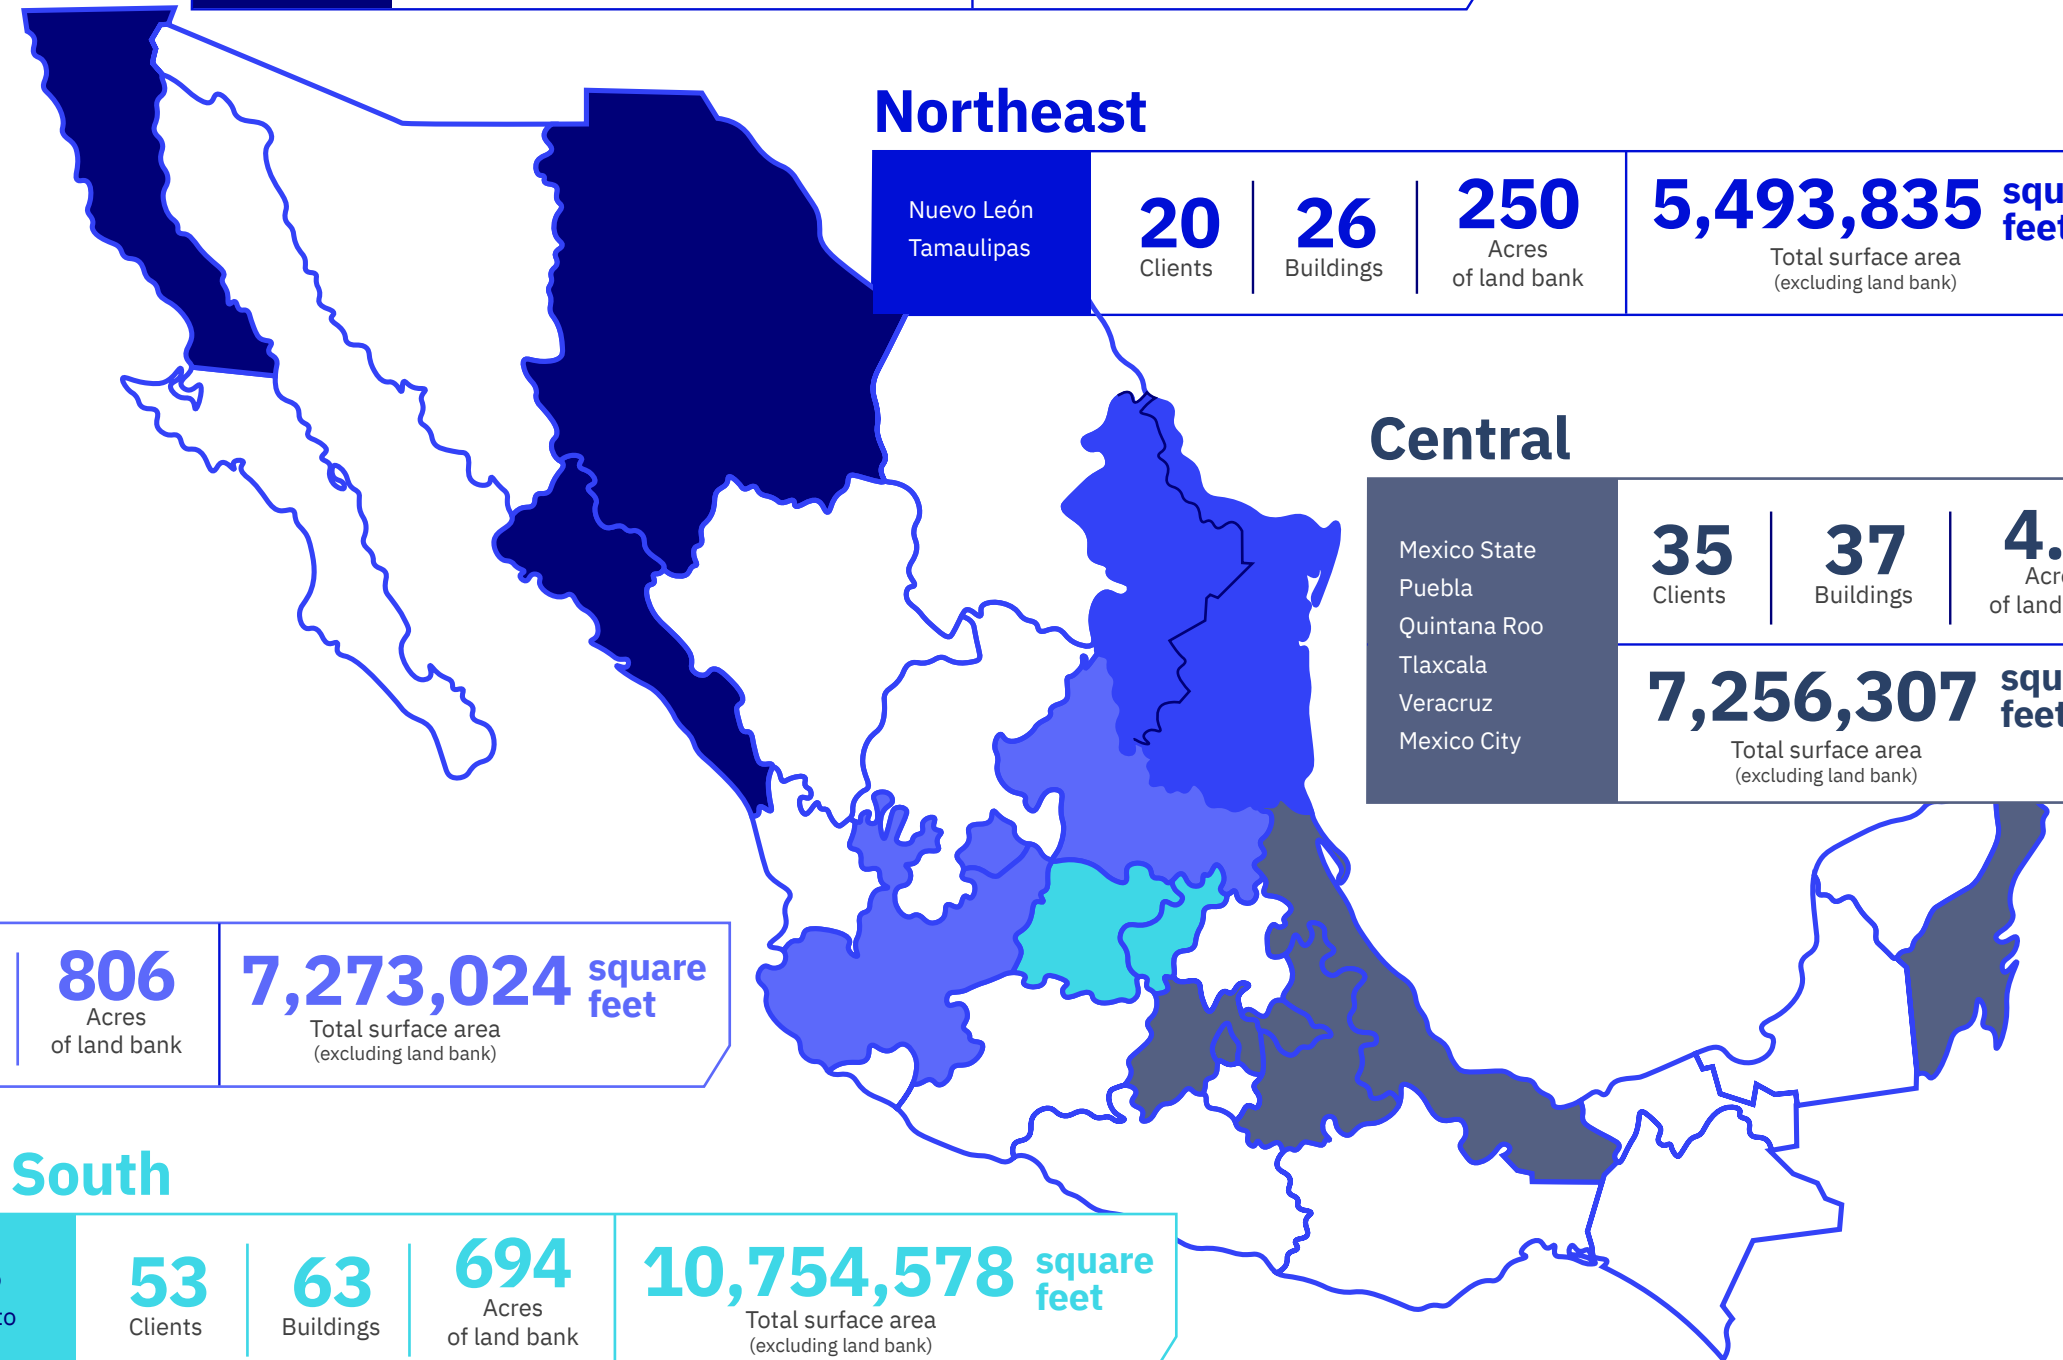 Northeast
Nuevo León
Tamaulipas
20
Clients
26
Buildings
250
Acres
of land bank
5,493,835
Total surface area
(excluding land bank)
Central
Mexico State
Puebla
Quintana Roo
Tlaxcala
Veracruz
Mexico City
35
Clients
37
Buildings
4.
of land
7,256,307
Total surface area
(excluding land bank)
806
Acres
of land bank
7,273,024 square
feet
Total surface area
(excluding land bank)
South
53
Clients
63
Buildings
694
Acres
of land bank
10,754,578 square
feet
Total surface area
(excluding land bank)